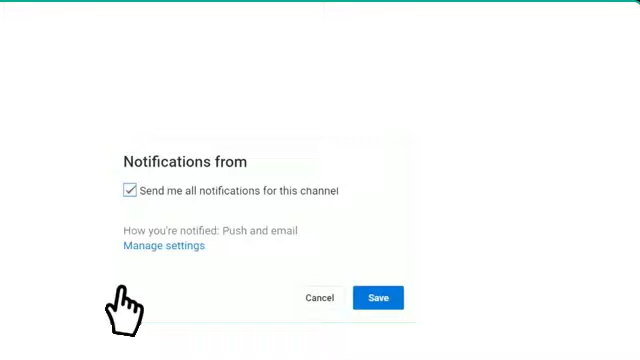 Notifications from
Send me all notifications for this channel
How you're notified: Push and email
Manage settings
Cancel Save